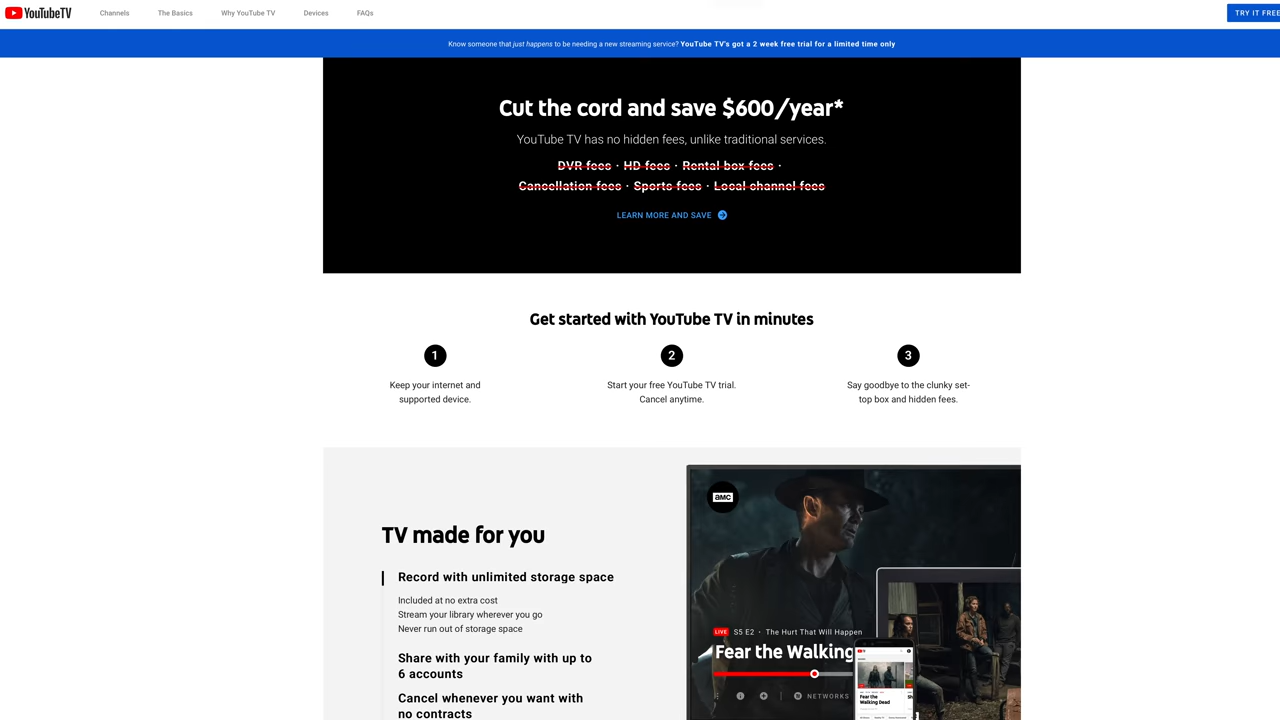 YouTubeTV
Channels
The Basics
Why YouTube TV
Devices
FAQs
TRY IT FREE
Know someone that just happens to be needing a new streaming service? YouTube TV's got a 2 week free trial for a limited time only
Cut the cord and save $600/year*
YouTube TV has no hidden fees, unlike traditional services.
DVR fees · HD fees · Rental box fees ·
Cancellation fees · Sports fees · Local channel fees
LEARN MORE AND SAVE
Get started with YouTube TV in minutes
1
Keep your internet and
supported device.
2
Start your free YouTube TV trial.
Cancel anytime.
3
Say goodbye to the clunky set-
top box and hidden fees.
TV made for you
Record with unlimited storage space
Included at no extra cost
Stream your library wherever you go
Never run out of storage space
Share with your family with up to
6 accounts
Cancel whenever you want with
no contracts
aMC
LIVE S5 E2 · The Hurt That Will Happen
Fear the Walking
NETWORKS
Fear the
Walking Dead